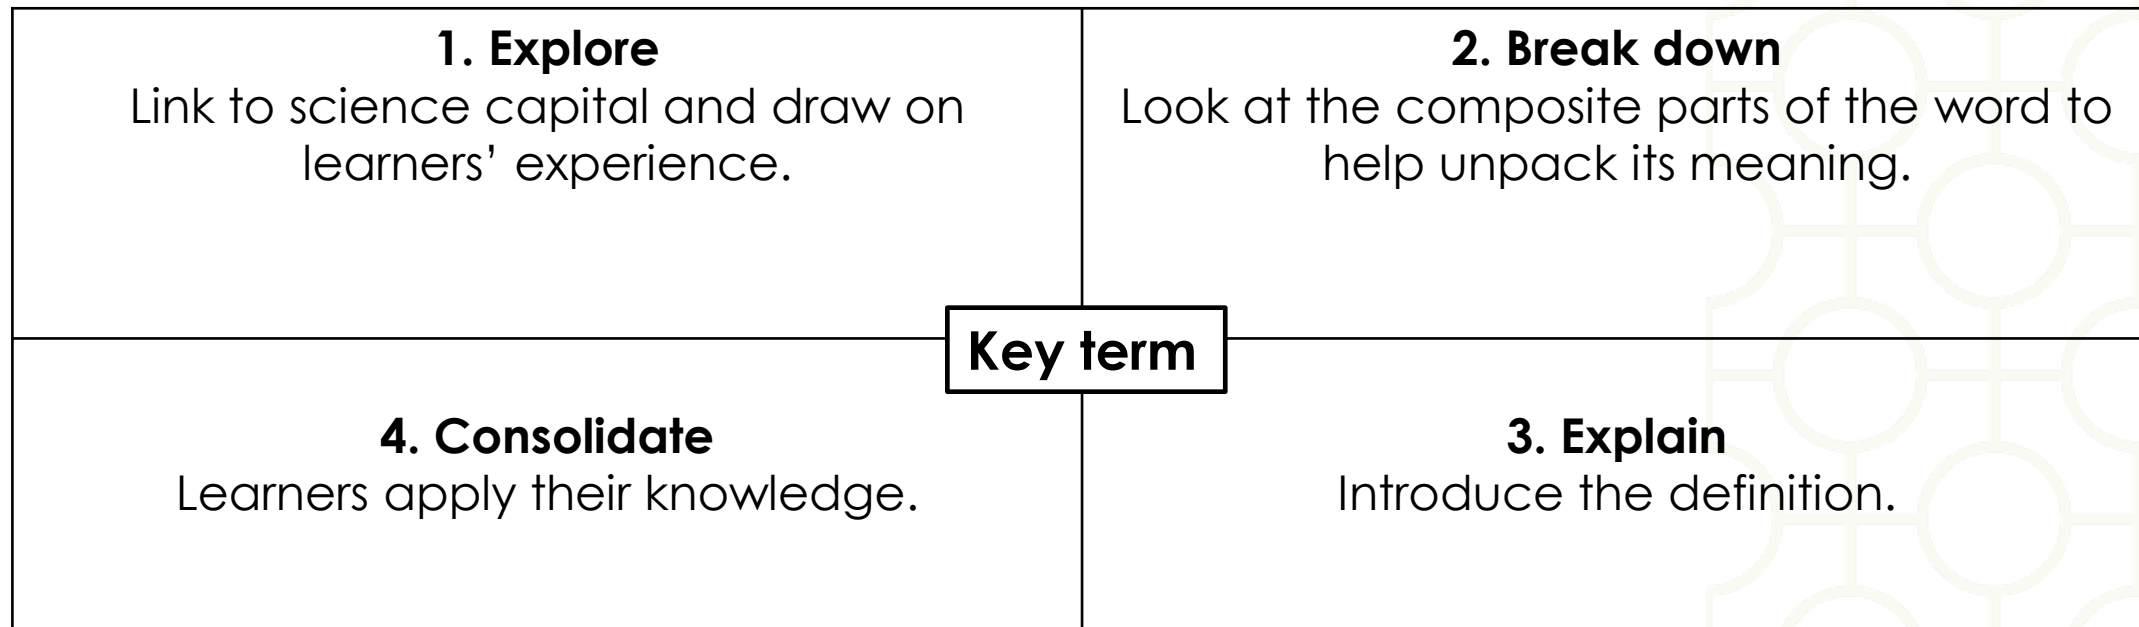 1. Explore
Link to science capital and draw on
learners’ experience.
2. Break down
Look at the composite parts of the word to
help unpack its meaning.
Key term
4. Consolidate
Learners apply their knowledge.
3. Explain
Introduce the definition.